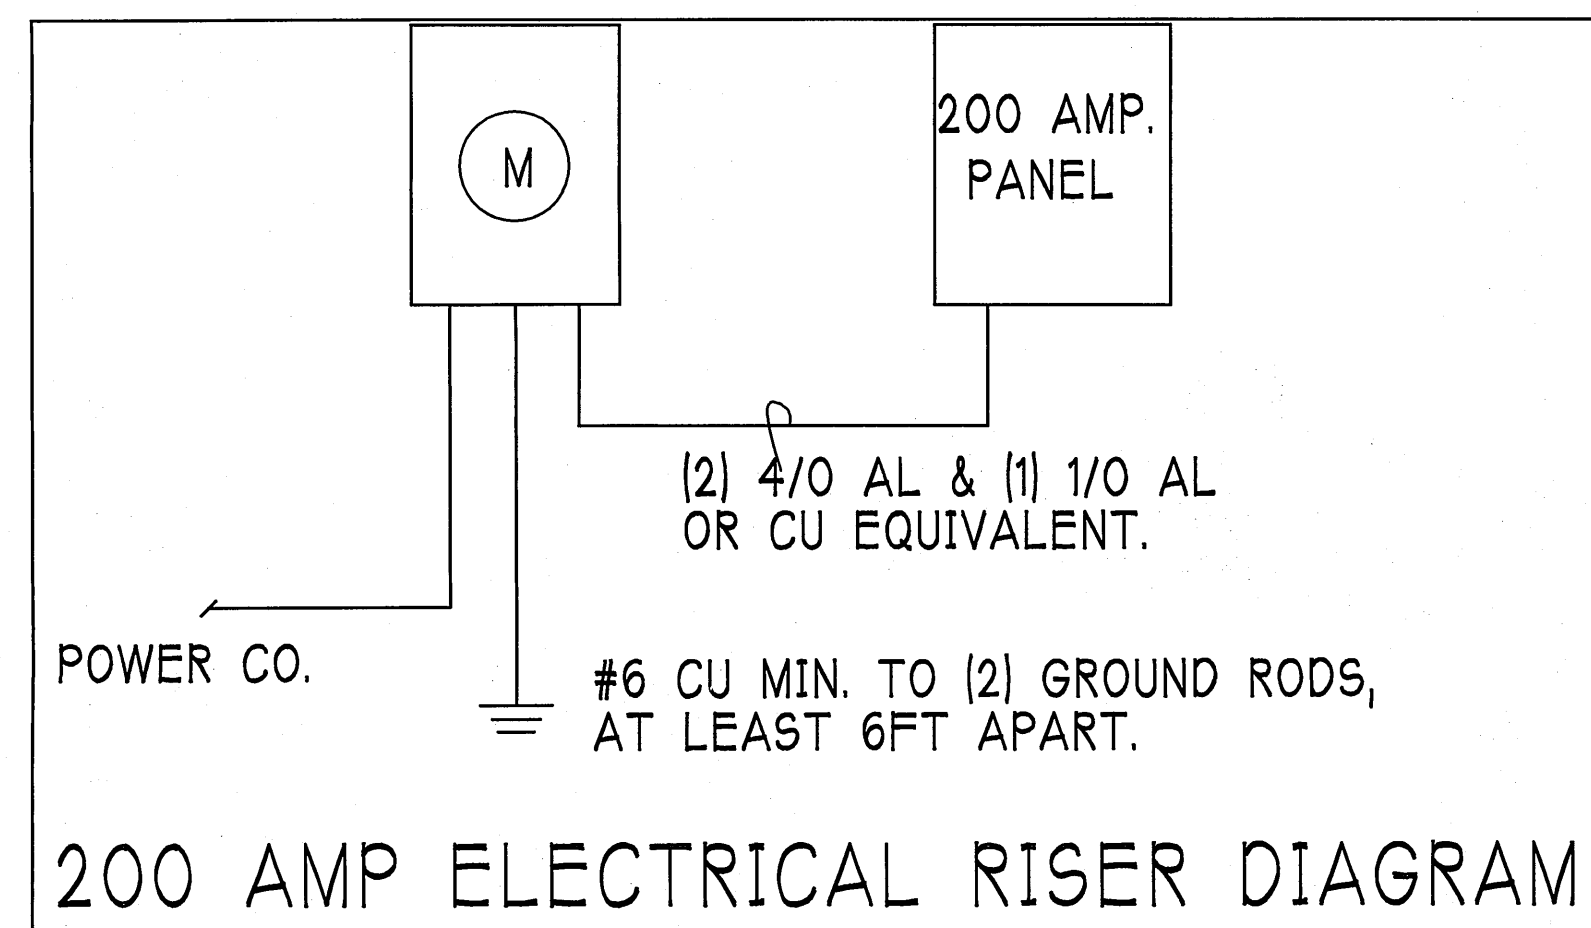 M
200 AMP.
PANEL
(2) 4/0 AL & (1) 1/0 AL
OR CU EQUIVALENT.
POWER CO.
#6 CU MIN. TO (2) GROUND RODS,
AT LEAST 6FT APART.
200 AMP ELECTRICAL RISER DIAGRAM